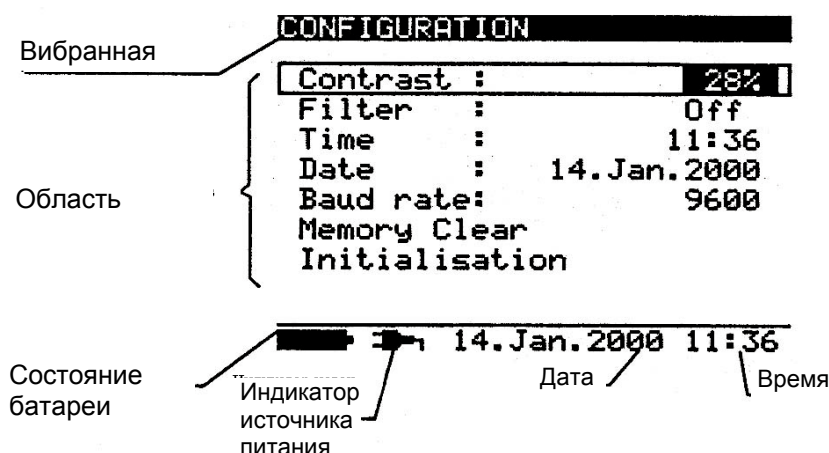 CONFIGURATION
Вибранная
Contrast : 28%
Filter : Off
Time : 11:36
Date : 14.Jan.2000
Область
Baud rate: 9600
Memory Clear
Initialisation
14.Jan.2000 11:36
Состояние
батареи
Индикатор
источника
питания
Дата
Время